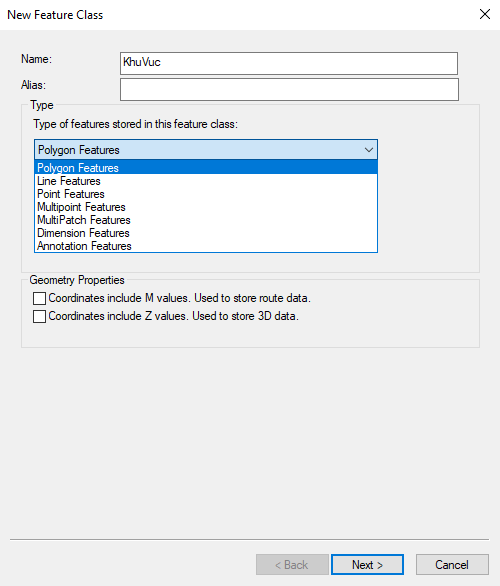 New Feature Class
Name:
KhuVuc
Alias:
Type
Type of features stored in this feature class:
Polygon Features
Polygon Features
Line Features
Point Features
Multipoint Features
MultiPatch Features
Dimension Features
Annotation Features
Geometry Properties
Coordinates include M values. Used to store route data.
Coordinates include Z values. Used to store 3D data.
< Back
Next >
Cancel